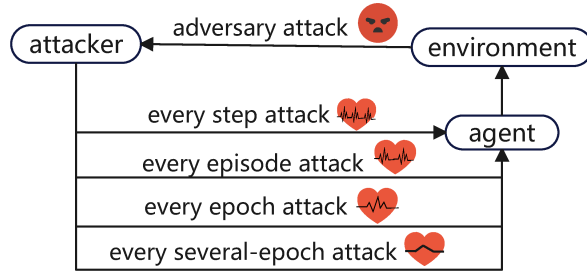 adversary attack
attacker
environment
every step attack
agent
every episode attack
every epoch attack
every several-epoch attack